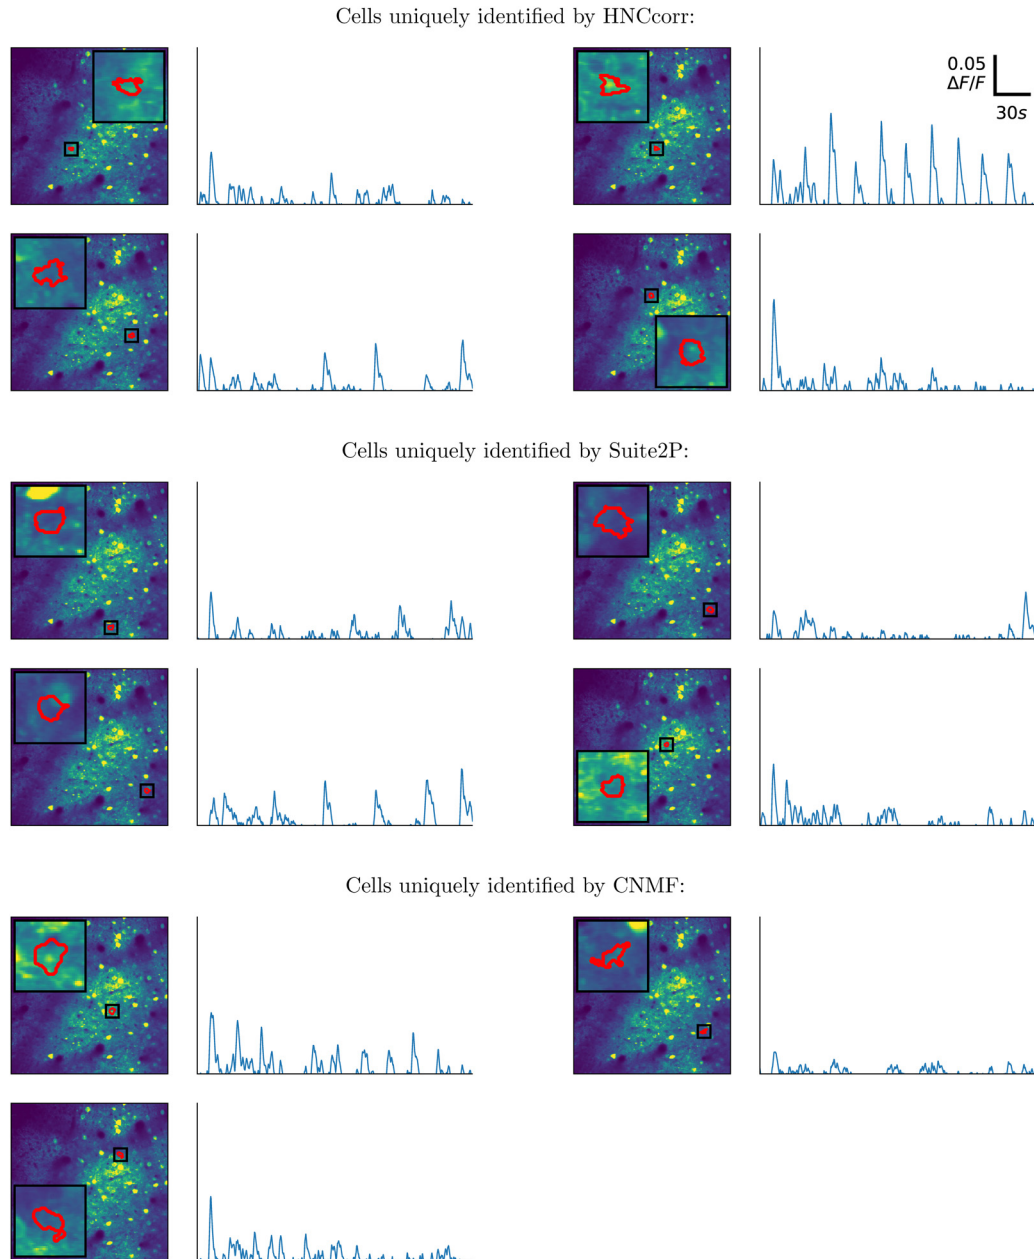 Cells uniquely identified by HNCcorr:
0.05
ΔF/F
30s
Cells uniquely identified by Suite2P:
Cells uniquely identified by CNMF: